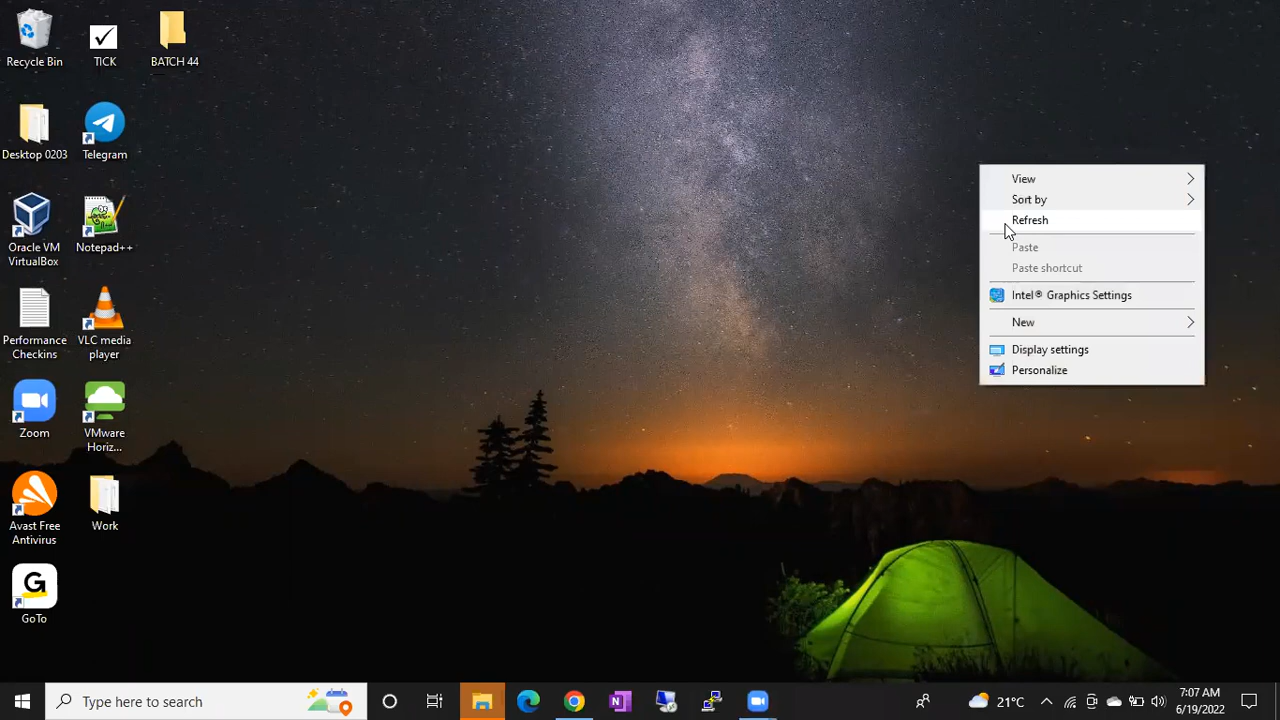 Recycle Bin
TICK
BATCH 44
Desktop 0203
Telegram
Oracle VM
VirtualBox
Notepad++
Performance
Checkins
VLC media
player
Zoom
VMware
Horiz...
Avast Free
Antivirus
Work
G
GoTo
View
Sort by
Refresh
Paste
Paste shortcut
Intel® Graphics Settings
New
Display settings
Personalize
Type here to search
21°C
7:07 AM
6/19/2022